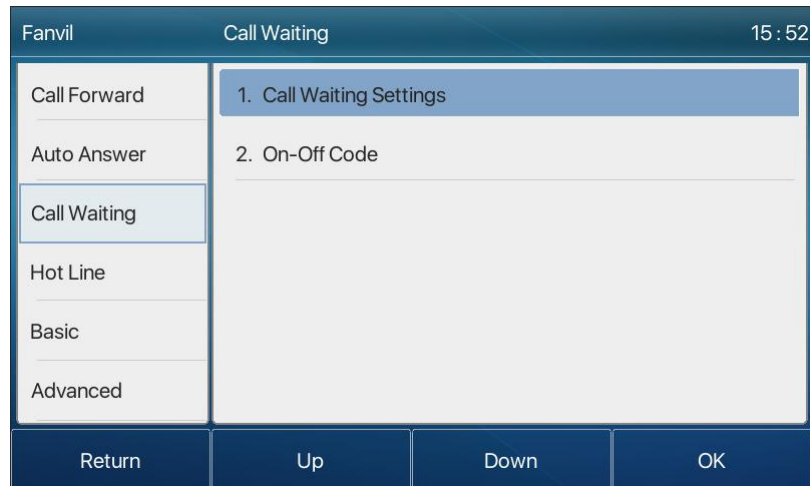 Fanvil Call Waiting 15:52
Call Forward
Auto Answer
Call Waiting
Hot Line
Basic
Advanced
1. Call Waiting Settings
2. On-Off Code
Return Up Down OK